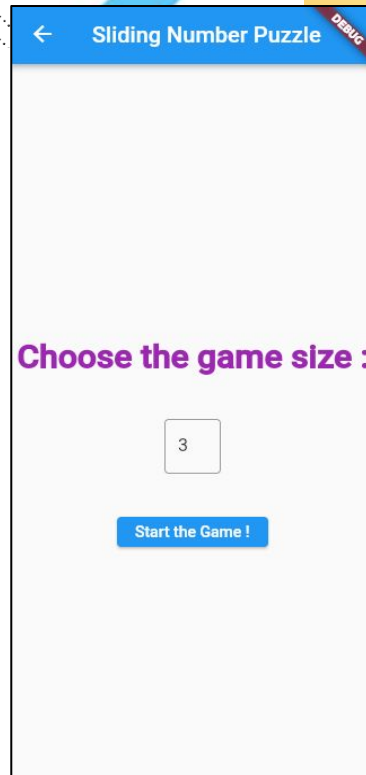 Sliding Number Puzzle
DEBUG
Choose the game size :
3
Start the Game !